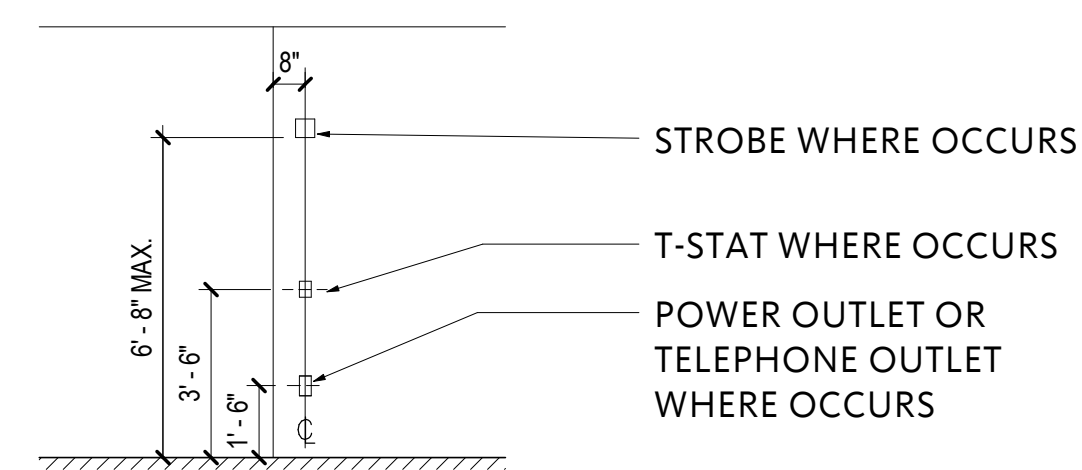 8"
STROBE WHERE OCCURS
6' - 8" MAX.
T-STAT WHERE OCCURS
3' - 6"
POWER OUTLET OR
TELEPHONE OUTLET
WHERE OCCURS
1' - 6"
℄